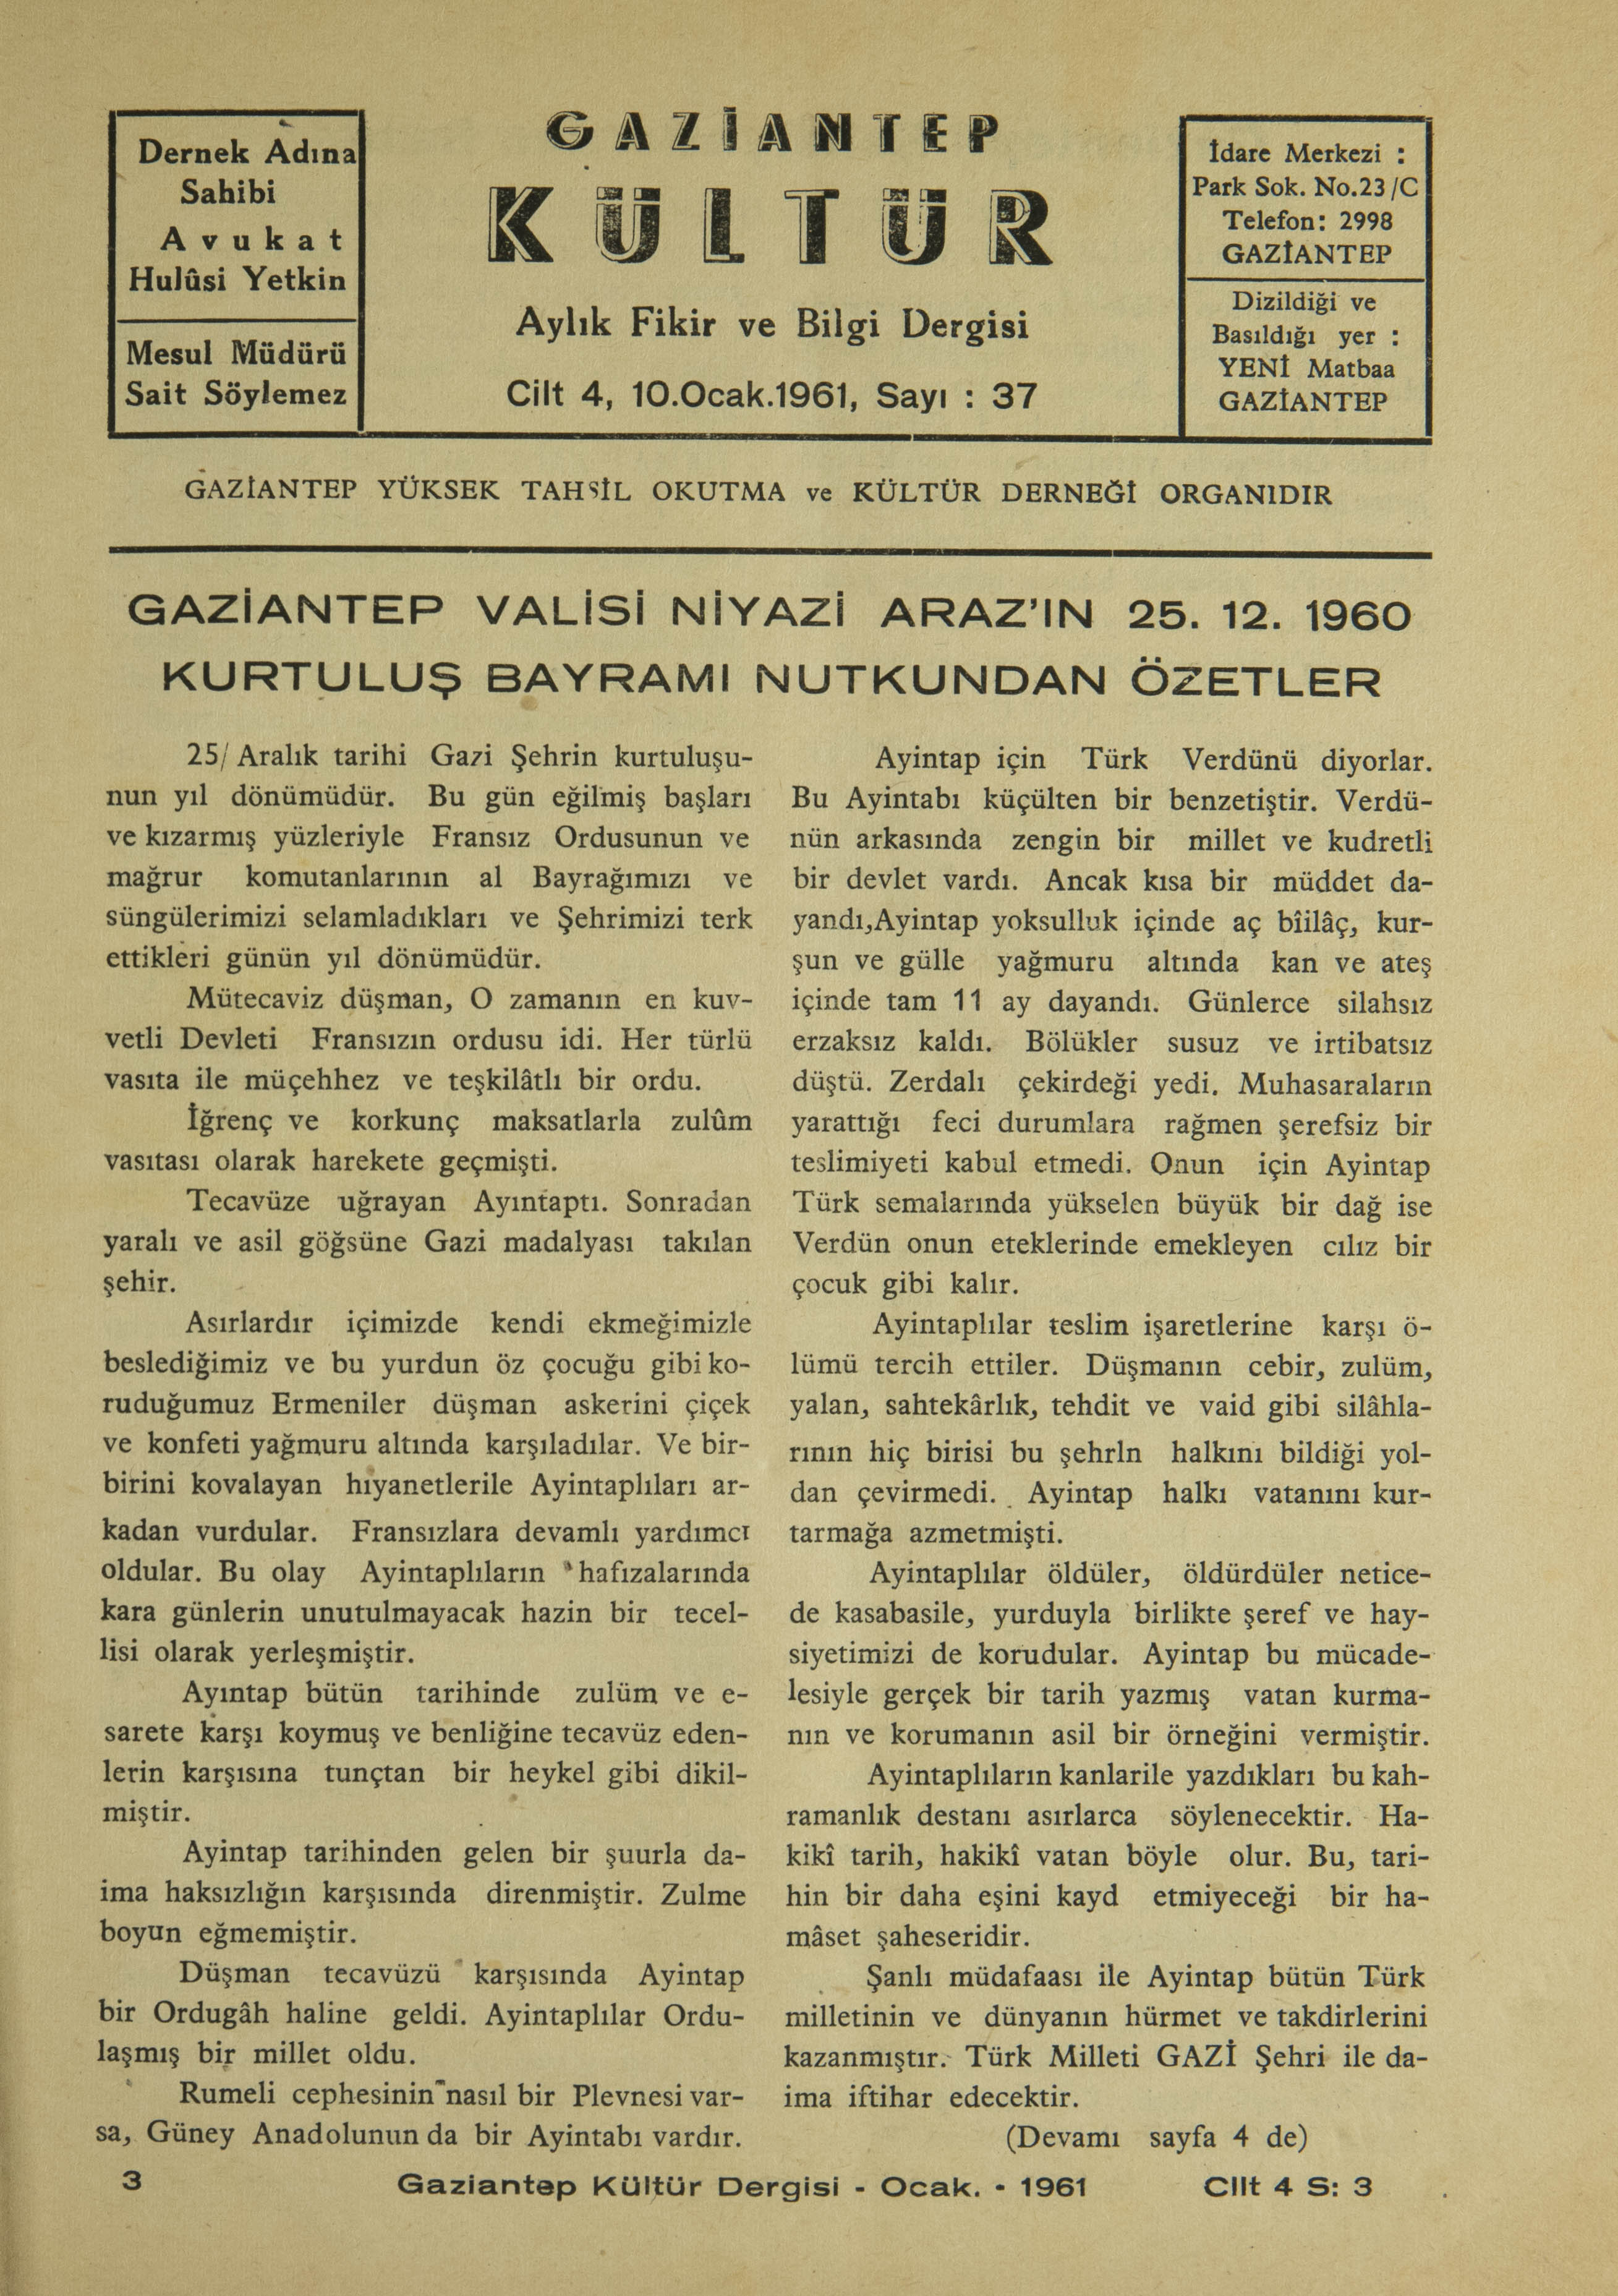 Dernek Adına
Sahibi
Avukat
Hulûsi Yetkin
Mesul Müdürü
Sait Söylemez
GAZİANTEP
KÜLTÜR
Aylık Fikir ve Bilgi Dergisi
Cilt 4, 10.Ocak.1961, Sayı : 37
İdare Merkezi :
Park Sok. No.23/C
Telefon: 2998
GAZİANTEP
Dizildiği ve
Basıldığı yer :
YENİ Matbaa
GAZİANTEP
GAZİANTEP YÜKSEK TAHSİL OKUTMA ve KÜLTÜR DERNEĞİ ORGANIDIR
GAZİANTEP VALİSİ NİYAZİ ARAZ'IN 25. 12. 1960
KURTULUŞ BAYRAMI NUTKUNDAN ÖZETLER
25/ Aralık tarihi Gazi Şehrin kurtuluşu-
nun yıl dönümüdür. Bu gün eğilmiş başları
ve kızarmış yüzleriyle Fransız Ordusunun ve
mağrur komutanlarının al Bayrağımızı ve
süngülerimizi selamladıkları ve Şehrimizi terk
ettikleri günün yıl dönümüdür.
Mütecaviz düşman, O zamanın en kuv-
vetli Devleti Fransızın ordusu idi. Her türlü
vasıta ile müçehhez ve teşkilâtlı bir ordu.
İğrenç ve korkunç maksatlarla zulûm
vasıtası olarak harekete geçmişti.
Tecavüze uğrayan Ayıntaptı. Sonradan
yaralı ve asil göğsüne Gazi madalyası takılan
şehir.
Asırlardır içimizde kendi ekmeğimizle
beslediğimiz ve bu yurdun öz çocuğu gibi ko-
ruduğumuz Ermeniler düşman askerini çiçek
ve konfeti yağmuru altında karşıladılar. Ve bir-
birini kovalayan hıyanetlerile Ayintaplıları ar-
kadan vurdular. Fransızlara devamlı yardımcı
oldular. Bu olay Ayintaplıların hafızalarında
kara günlerin unutulmayacak hazin bir tecel-
lisi olarak yerleşmiştir.
Ayıntap bütün tarihinde zulüm ve e-
sarete karşı koymuş ve benliğine tecavüz eden-
lerin karşısına tunçtan bir heykel gibi dikil-
miştir.
Ayintap tarihinden gelen bir şuurla da-
ima haksızlığın karşısında direnmiştir. Zulme
boyun eğmemiştir.
Düşman tecavüzü karşısında Ayintap
bir Ordugâh haline geldi. Ayintaplılar Ordu-
laşmış bir millet oldu.
Rumeli cephesinin nasıl bir Plevnesi var-
sa, Güney Anadolunun da bir Ayintabı vardır.
Ayintap için Türk Verdünü diyorlar.
Bu Ayintabı küçülten bir benzetiştir. Verdü-
nün arkasında zengin bir millet ve kudretli
bir devlet vardı. Ancak kısa bir müddet da-
yandı,Ayintap yoksulluk içinde aç bîilâç, kur-
şun ve gülle yağmuru altında kan ve ateş
içinde tam 11 ay dayandı. Günlerce silahsız
erzaksız kaldı. Bölükler susuz ve irtibatsız
düştü. Zerdalı çekirdeği yedi. Muhasaraların
yarattığı feci durumlara rağmen şerefsiz bir
teslimiyeti kabul etmedi. Onun için Ayintap
Türk semalarında yükselen büyük bir dağ ise
Verdün onun eteklerinde emekleyen cılız bir
çocuk gibi kalır.
Ayintaplılar teslim işaretlerine karşı ö-
lümü tercih ettiler. Düşmanın cebir, zulüm,
yalan, sahtekârlık, tehdit ve vaid gibi silâhla-
rının hiç birisi bu şehrln halkını bildiği yol-
dan çevirmedi. Ayintap halkı vatanını kur-
tarmağa azmetmişti.
Ayintaplılar öldüler, öldürdüler netice-
de kasabasile, yurduyla birlikte şeref ve hay-
siyetimizi de korudular. Ayintap bu mücade-
lesiyle gerçek bir tarih yazmış vatan kurma-
nın ve korumanın asil bir örneğini vermiştir.
Ayintaplıların kanlarile yazdıkları bu kah-
ramanlık destanı asırlarca söylenecektir. Ha-
kikî tarih, hakikî vatan böyle olur. Bu, tari-
hin bir daha eşini kayd etmiyeceği bir ha-
mâset şaheseridir.
Şanlı müdafaası ile Ayintap bütün Türk
milletinin ve dünyanın hürmet ve takdirlerini
kazanmıştır. Türk Milleti GAZİ Şehri ile da-
ima iftihar edecektir.
(Devamı sayfa 4 de)
3 Gaziantep Kültür Dergisi - Ocak. - 1961 Cllt 4 S: 3